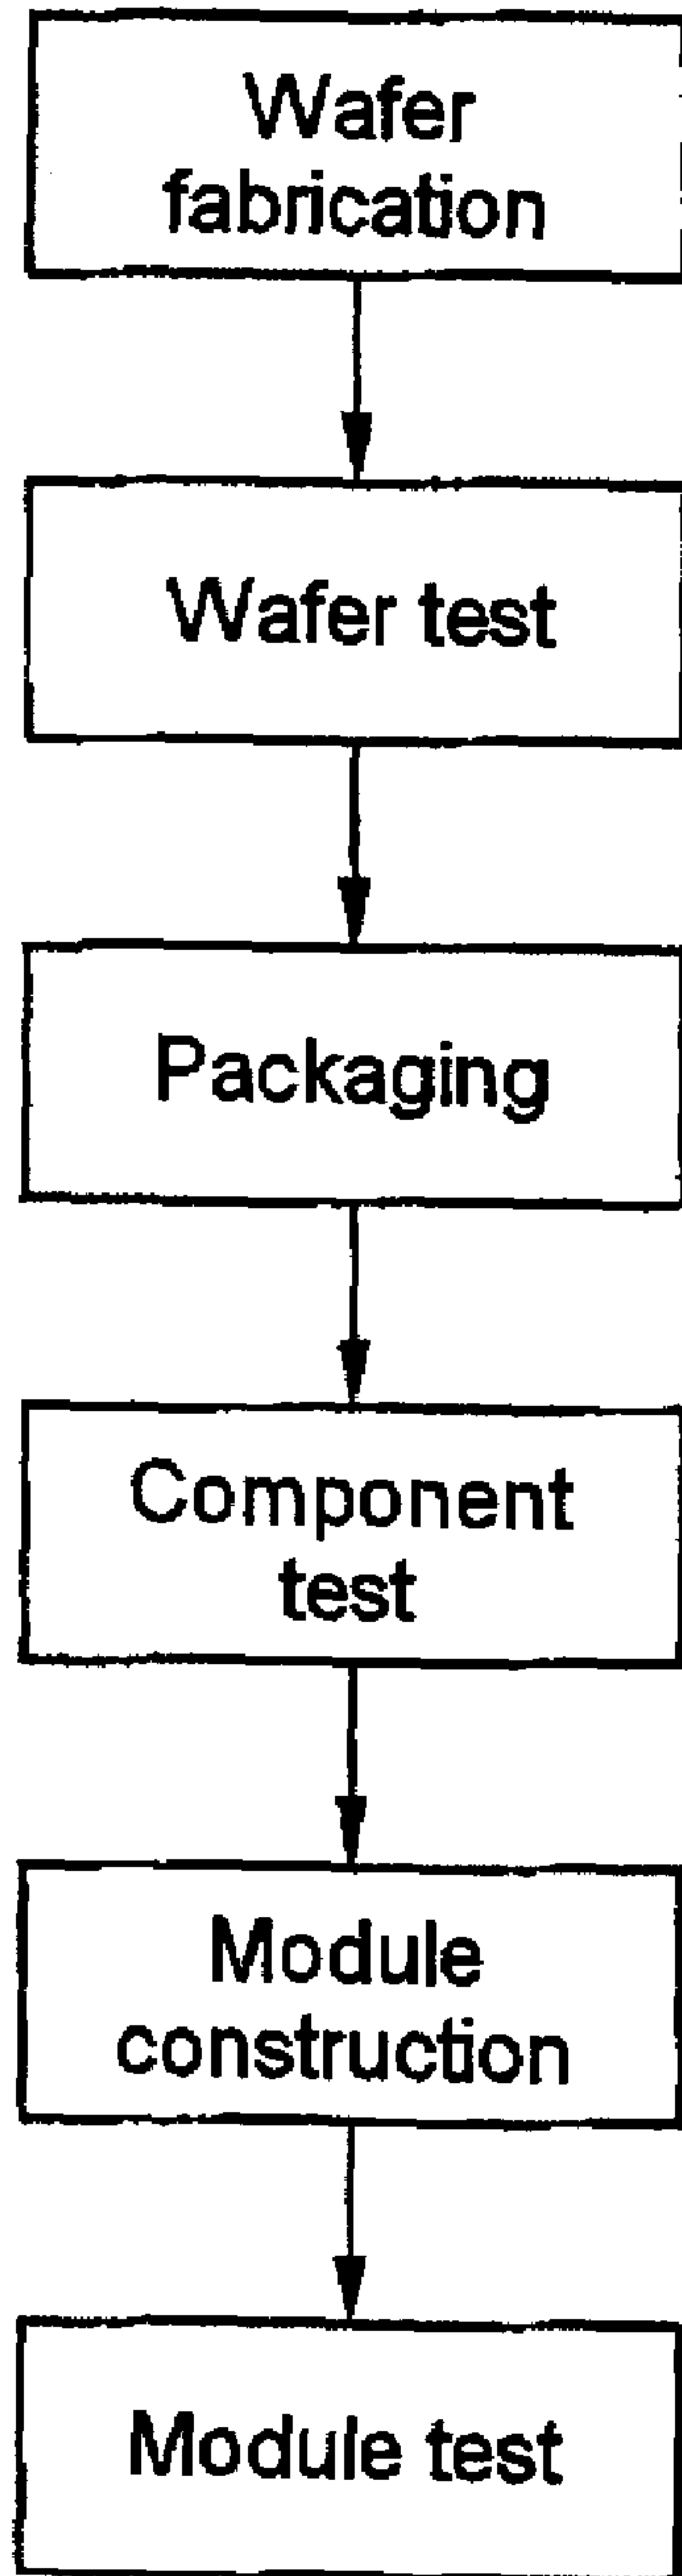 Wafer
fabrication
Wafer test
Packaging
Component
test
Module
construction
Module test